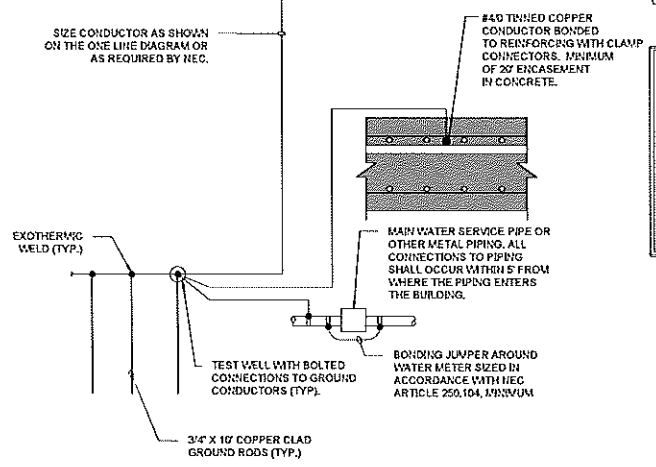 SIZE CONDUCTOR AS SHOWN
ON THE ONE LINE DIAGRAM OR
AS REQUIRED BY NEC.
#4/0 TINNED COPPER
CONDUCTOR BONDED
TO REINFORCING WITH CLAMP
CONNECTORS. MINIMUM
OF 20' ENCASEMENT
IN CONCRETE.
EXOTHERMIC
WELD (TYP.)
MAIN WATER SERVICE PIPE OR
OTHER METAL PIPING. ALL
CONNECTIONS TO PIPING
SHALL OCCUR WITHIN 5' FROM
WHERE THE PIPING ENTERS
THE BUILDING.
TEST WELL WITH BOLTED
CONNECTIONS TO GROUND
CONDUCTORS (TYP).
BONDING JUMPER AROUND
WATER METER SIZED IN
ACCORDANCE WITH NEC
ARTICLE 250.104, MINIMUM
3/4" X 10' COPPER CLAD
GROUND RODS (TYP.)